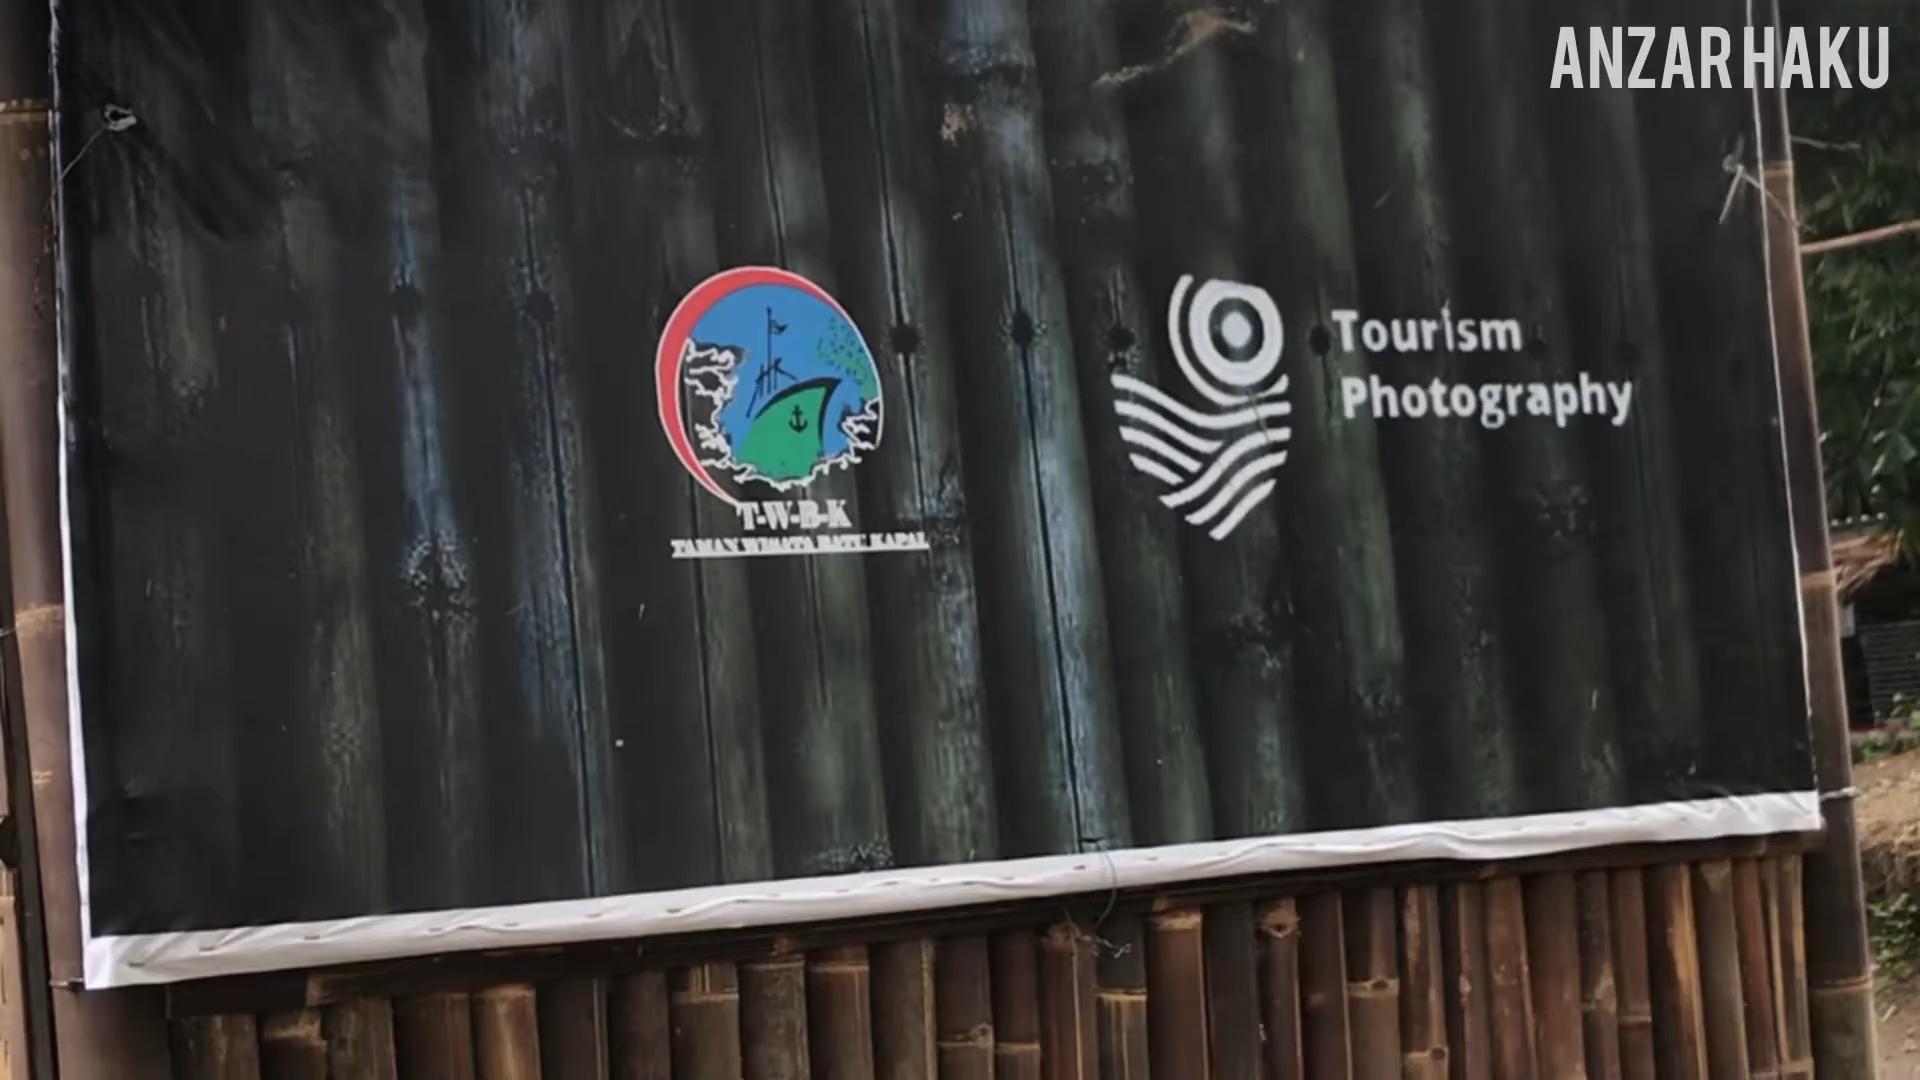 ANZAR HAKU
T-W-B-K
TAMAN WISATA BATU KAPAL
Tourism
Photography